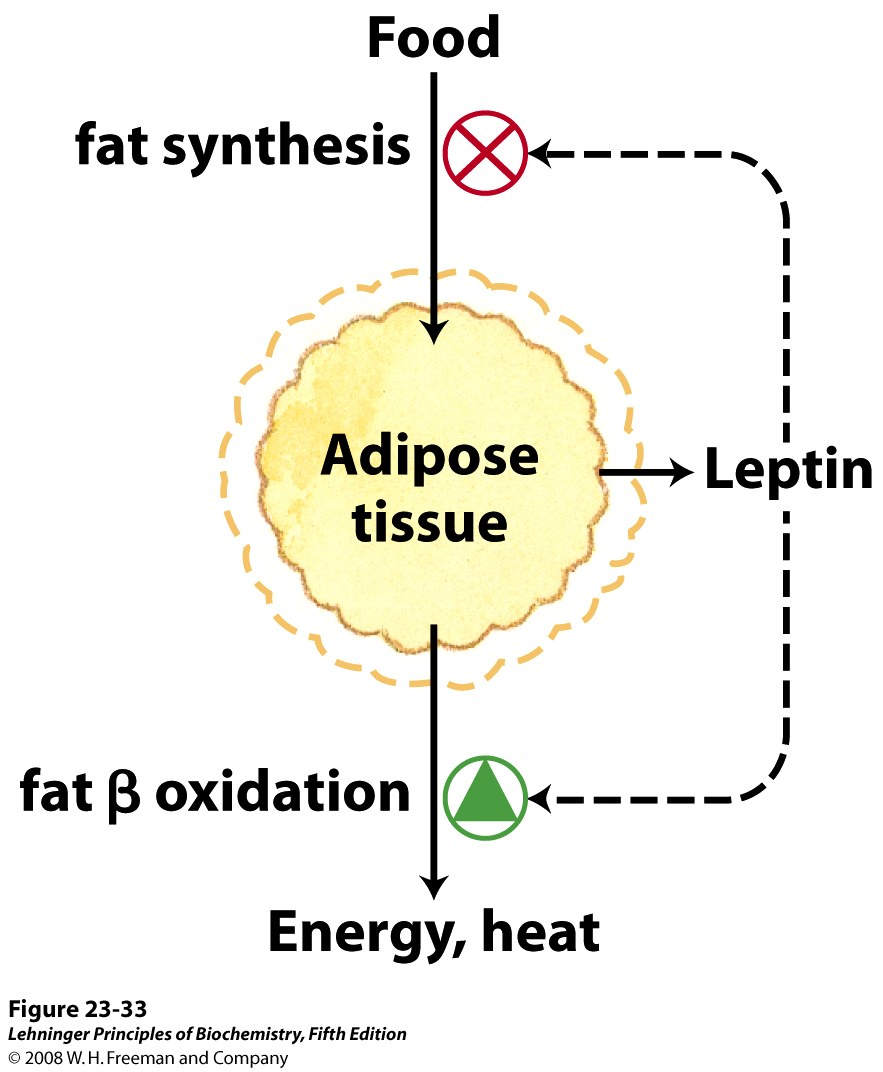 Food
fat synthesis
Adipose
tissue
Leptin
fat β oxidation
Energy, heat
Figure 23-33
Lehninger Principles of Biochemistry, Fifth Edition
© 2008 W. H. Freeman and Company